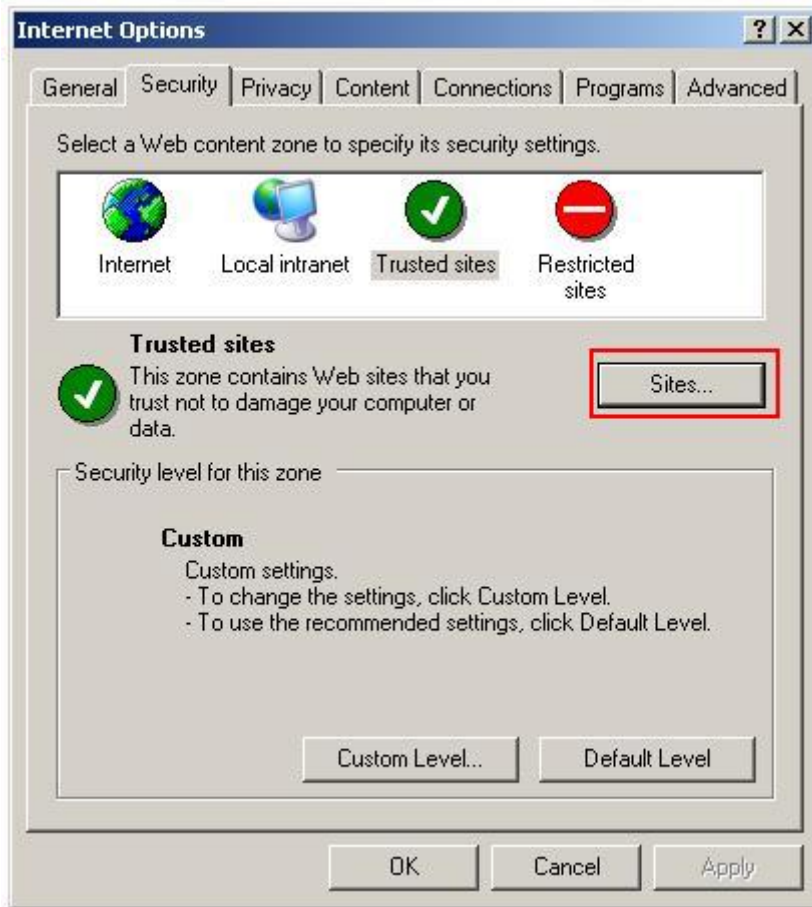 Internet Options
General Security Privacy Content Connections Programs Advanced
Select a Web content zone to specify its security settings.
Internet Local intranet Trusted sites Restricted
sites
Trusted sites
This zone contains Web sites that you
trust not to damage your computer or
data.
Sites...
Security level for this zone
Custom
Custom settings.
- To change the settings, click Custom Level.
- To use the recommended settings, click Default Level.
Custom Level... Default Level
OK Cancel Apply